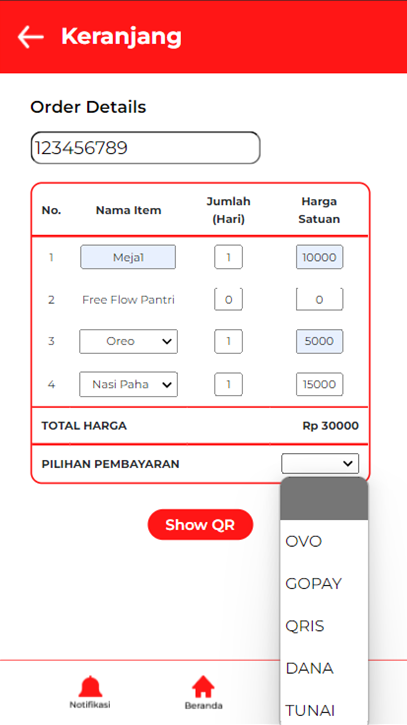 Keranjang
Order Details
123456789
No. Nama Item Jumlah (Hari) Harga Satuan
1 Meja1 1 10000
2 Free Flow Pantri 0 0
3 Oreo 1 5000
4 Nasi Paha 1 15000
TOTAL HARGA Rp 30000
PILIHAN PEMBAYARAN
Show QR
OVO
GOPAY
QRIS
DANA
TUNAI
Notifikasi Beranda